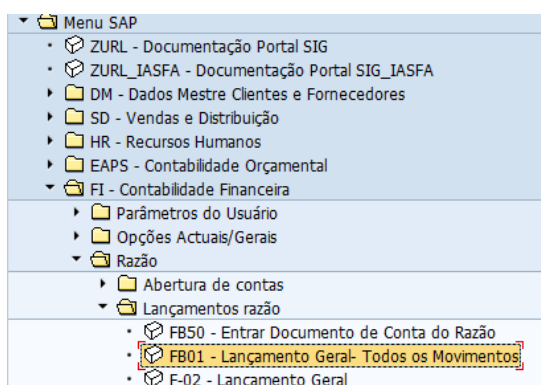 Menu SAP
ZURL - Documentação Portal SIG
ZURL_IASFA - Documentação Portal SIG_IASFA
DM - Dados Mestre Clientes e Fornecedores
SD - Vendas e Distribuição
HR - Recursos Humanos
EAPS - Contabilidade Orçamental
FI - Contabilidade Financeira
Parâmetros do Usuário
Opções Actuais/Gerais
Razão
Abertura de contas
Lançamentos razão
FB50 - Entrar Documento de Conta do Razão
FB01 - Lançamento Geral- Todos os Movimentos
F-02 - Lançamento Geral